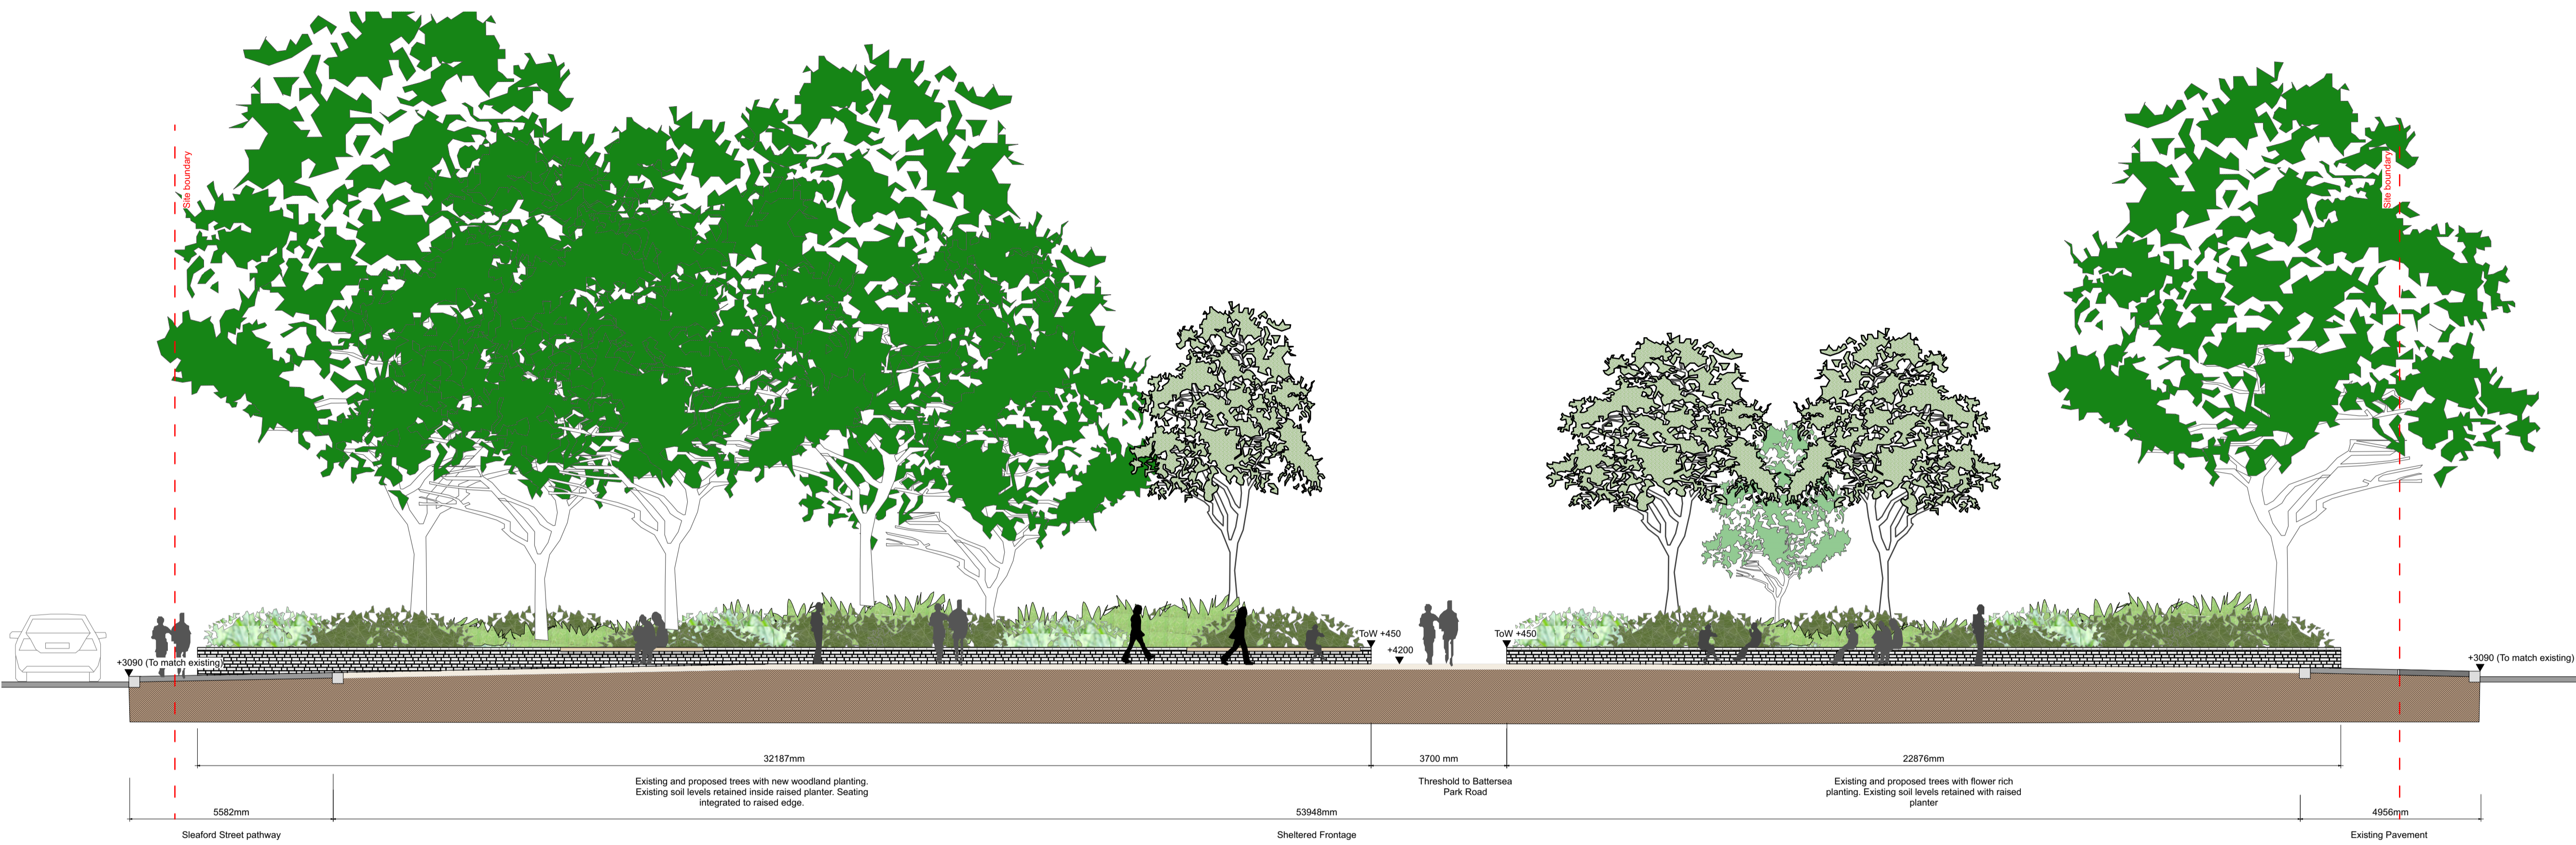 Site boundary
Site boundary
+3090 (To match existing)
ToW +450
+4200
ToW +450
+3090 (To match existing)
32187mm
3700 mm
22876mm
Existing and proposed trees with new woodland planting.
Existing soil levels retained inside raised planter. Seating
integrated to raised edge.
Threshold to Battersea
Park Road
Existing and proposed trees with flower rich
planting. Existing soil levels retained with raised
planter
5582mm
53948mm
4956mm
Sleaford Street pathway
Sheltered Frontage
Existing Pavement